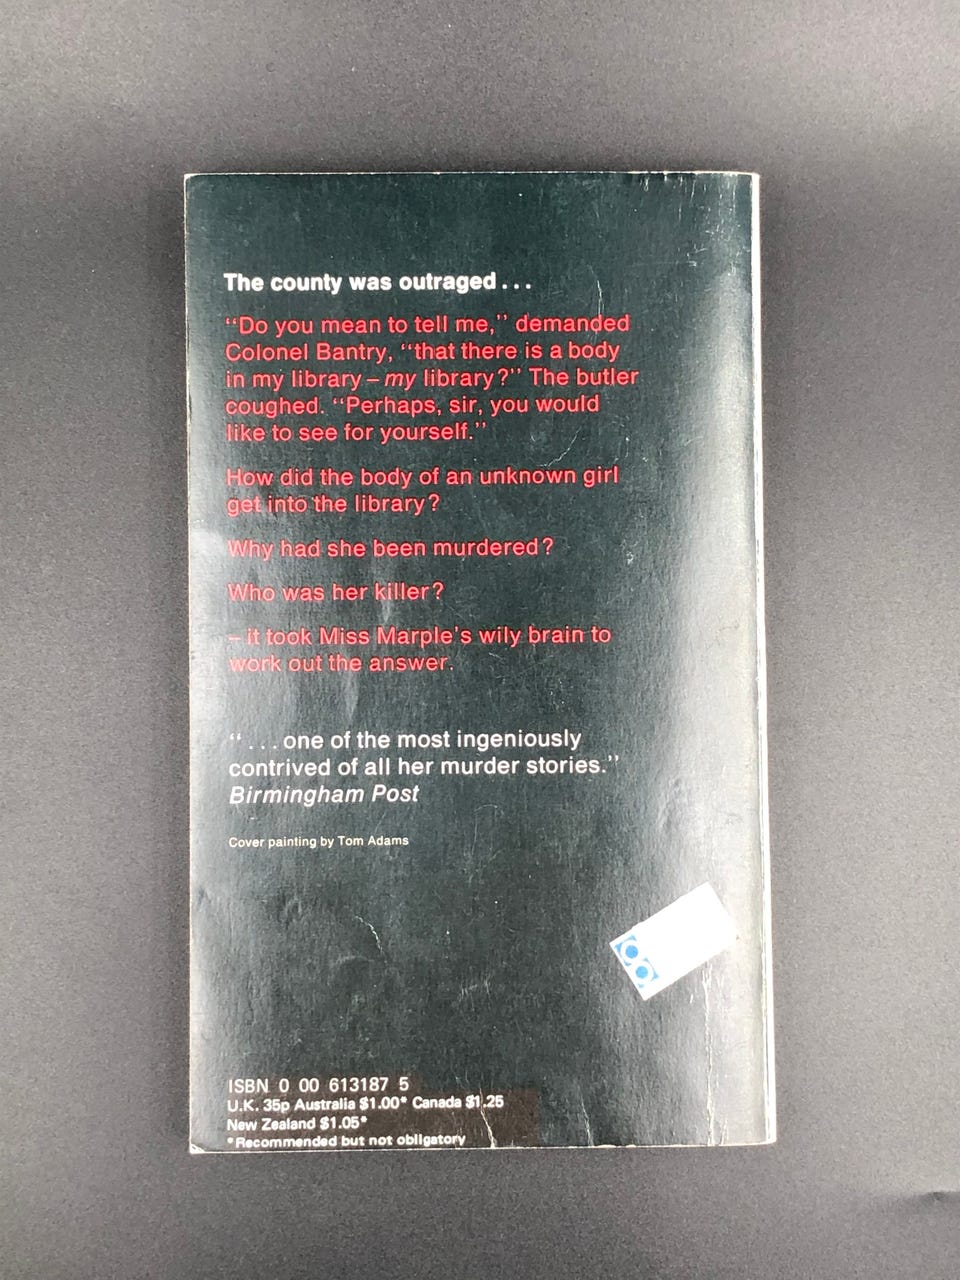 The county was outraged...
“Do you mean to tell me,” demanded
Colonel Bantry, “that there is a body
in my library – my library?” The butler
coughed. “Perhaps, sir, you would
like to see for yourself.”
How did the body of an unknown girl
get into the library?
Why had she been murdered?
Who was her killer?
– it took Miss Marple’s wily brain to
work out the answer.
“...one of the most ingeniously
contrived of all her murder stories.”
Birmingham Post
Cover painting by Tom Adams
ISBN 0 00 613187 5
U.K. 35p Australia $1.00* Canada $1.25
New Zealand $1.05*
*Recommended but not obligatory